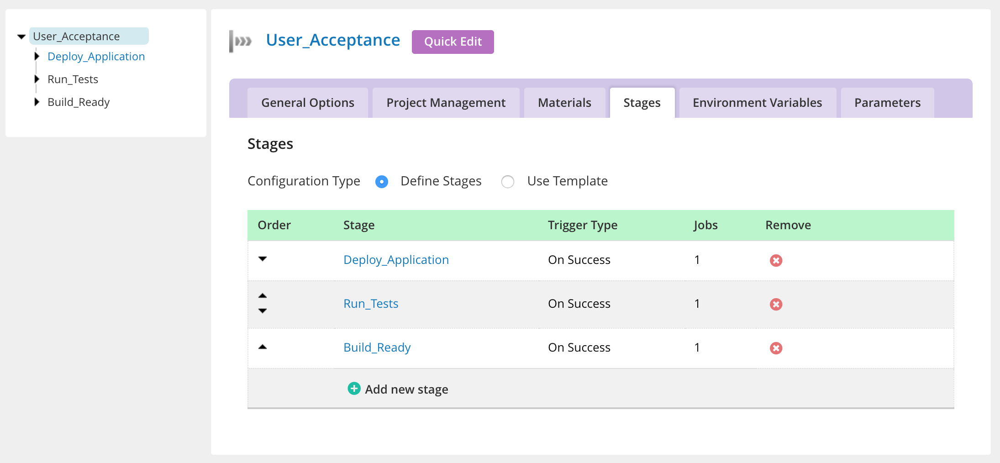 User_Acceptance
Deploy_Application
Run_Tests
Build_Ready
User_Acceptance Quick Edit
General Options Project Management Materials Stages Environment Variables Parameters
Stages
Configuration Type Define Stages Use Template
Order Stage Trigger Type Jobs Remove
Deploy_Application On Success 1
Run_Tests On Success 1
Build_Ready On Success 1
Add new stage